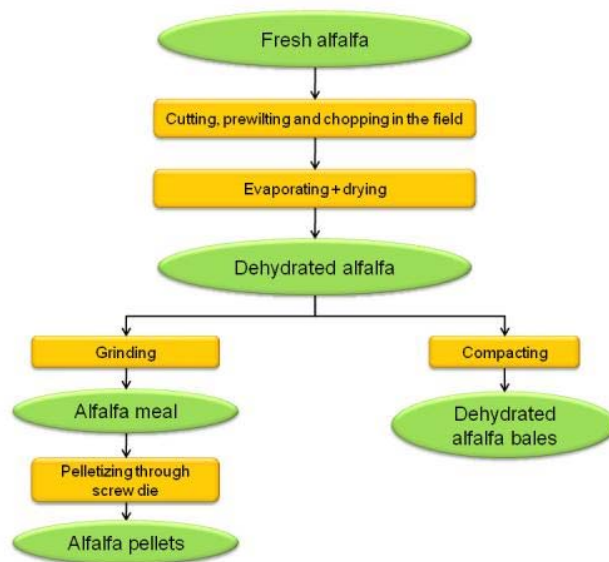 Fresh alfalfa
Cutting, prewilting and chopping in the field
Evaporating + drying
Dehydrated alfalfa
Grinding
Compacting
Alfalfa meal
Dehydrated
alfalfa bales
Pelletizing through
screw die
Alfalfa pellets